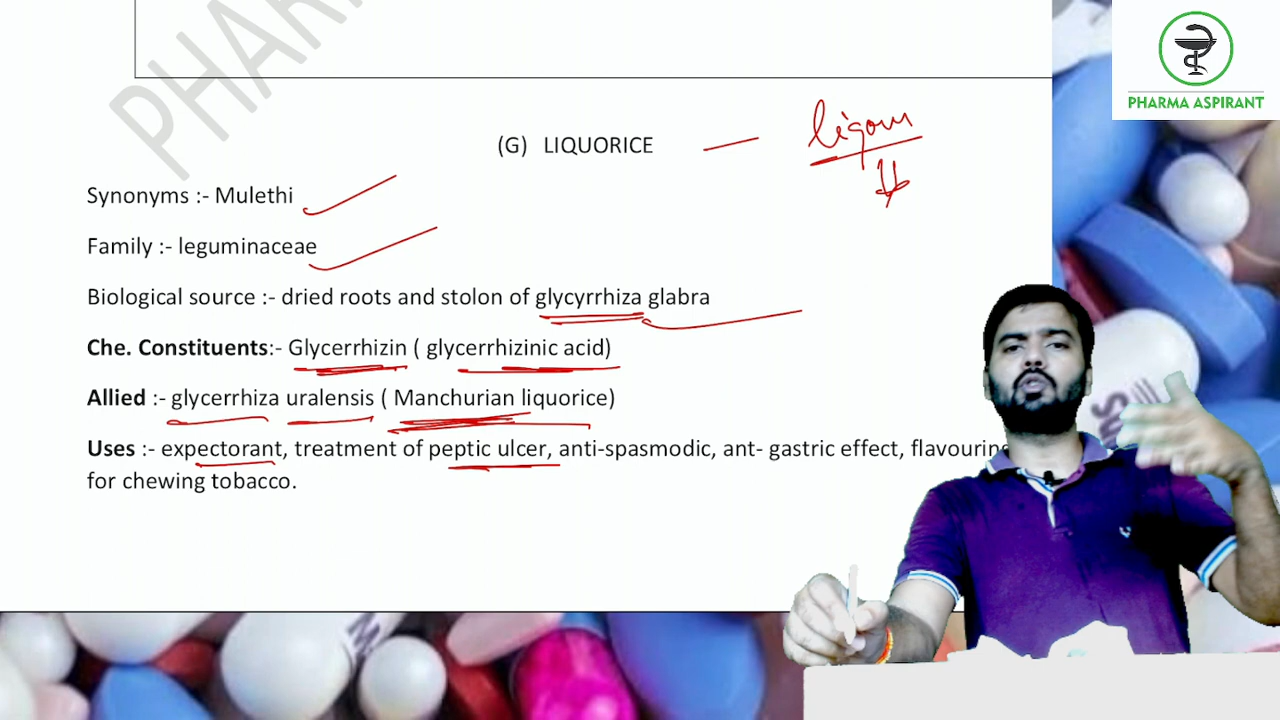 PHAR
PHARMA ASPIRANT
(G) LIQUORICE
Synonyms :- Mulethi
Family :- leguminaceae
Biological source :- dried roots and stolon of glycyrrhiza glabra
Che. Constituents:- Glycerrhizin ( glycerrhizinic acid)
Allied :- glycerrhiza uralensis ( Manchurian liquorice)
Uses :- expectorant, treatment of peptic ulcer, anti-spasmodic, ant- gastric effect, flavouring
for chewing tobacco.